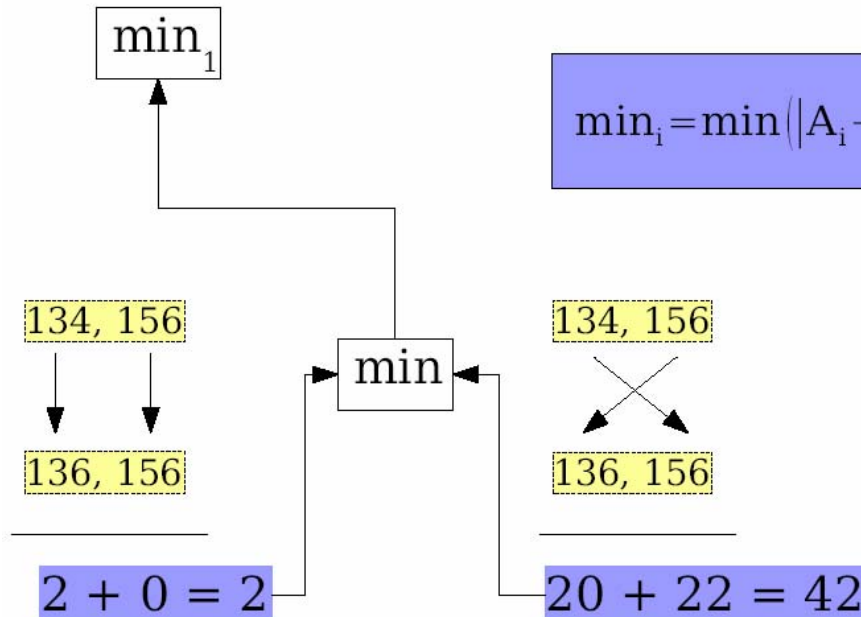 min₁
minᵢ=min(|Aᵢ-
134, 156
134, 156
min
136, 156
136, 156
2 + 0 = 2
20 + 22 = 42